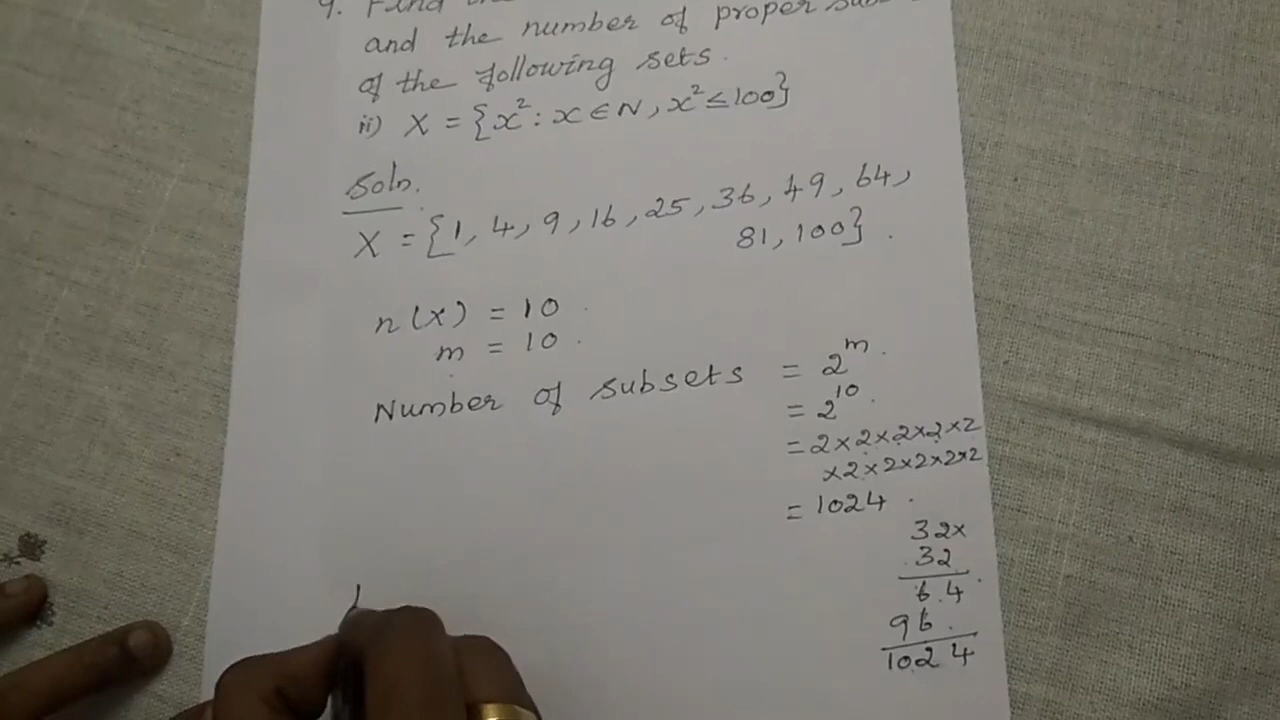 9. Find
and the number of proper
of the following sets.
ii) X = {x²: x ∈ N, x² ≤ 100}
Soln.
X = {1, 4, 9, 16, 25, 36, 49, 64,
81, 100}.
n(X) = 10.
m = 10.
Number of subsets = 2^m.
= 2^10.
= 2×2×2×2×2
×2×2×2×2×2
= 1024.
32×
32
64
96.
1024